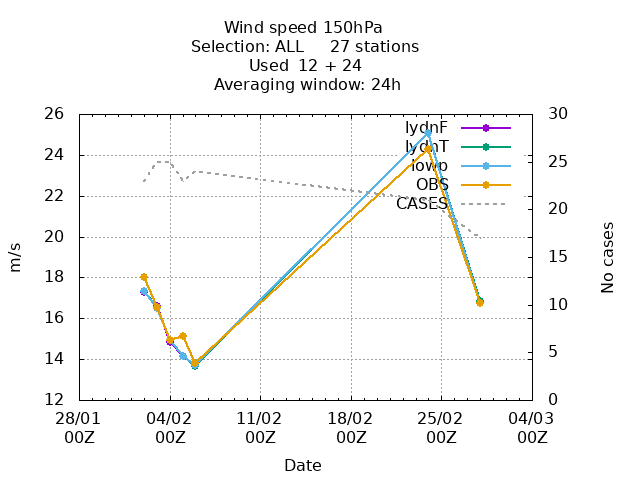 Wind speed 150hPa
Selection: ALL     27 stations
Used  12 + 24
Averaging window: 24h
26
24
22
20
18
16
14
12
m/s
30
25
20
15
10
5
0
No cases
lydnF
lydnT
lowp
OBS
CASES
28/01 04/02 11/02 18/02 25/02 04/03
00Z 00Z 00Z 00Z 00Z 00Z
Date